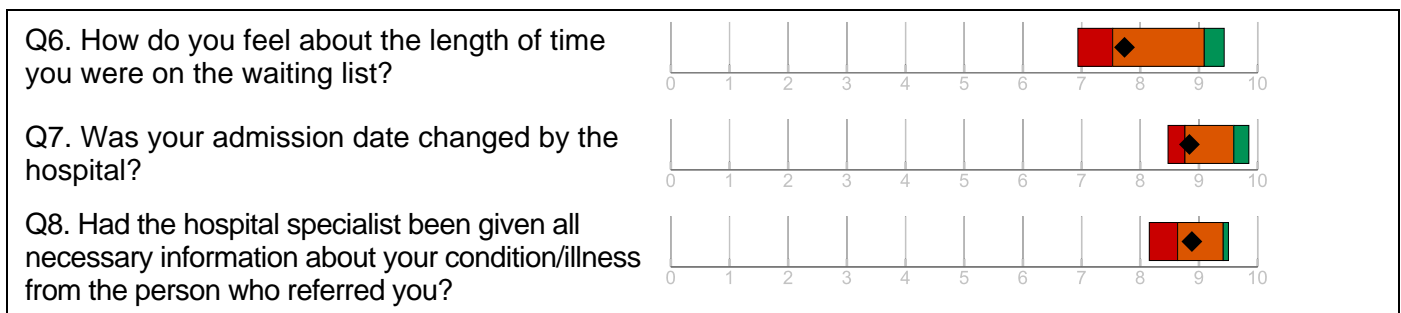 Q6. How do you feel about the length of time
you were on the waiting list?
0 1 2 3 4 5 6 7 8 9 10
Q7. Was your admission date changed by the
hospital?
0 1 2 3 4 5 6 7 8 9 10
Q8. Had the hospital specialist been given all
necessary information about your condition/illness
from the person who referred you?
0 1 2 3 4 5 6 7 8 9 10